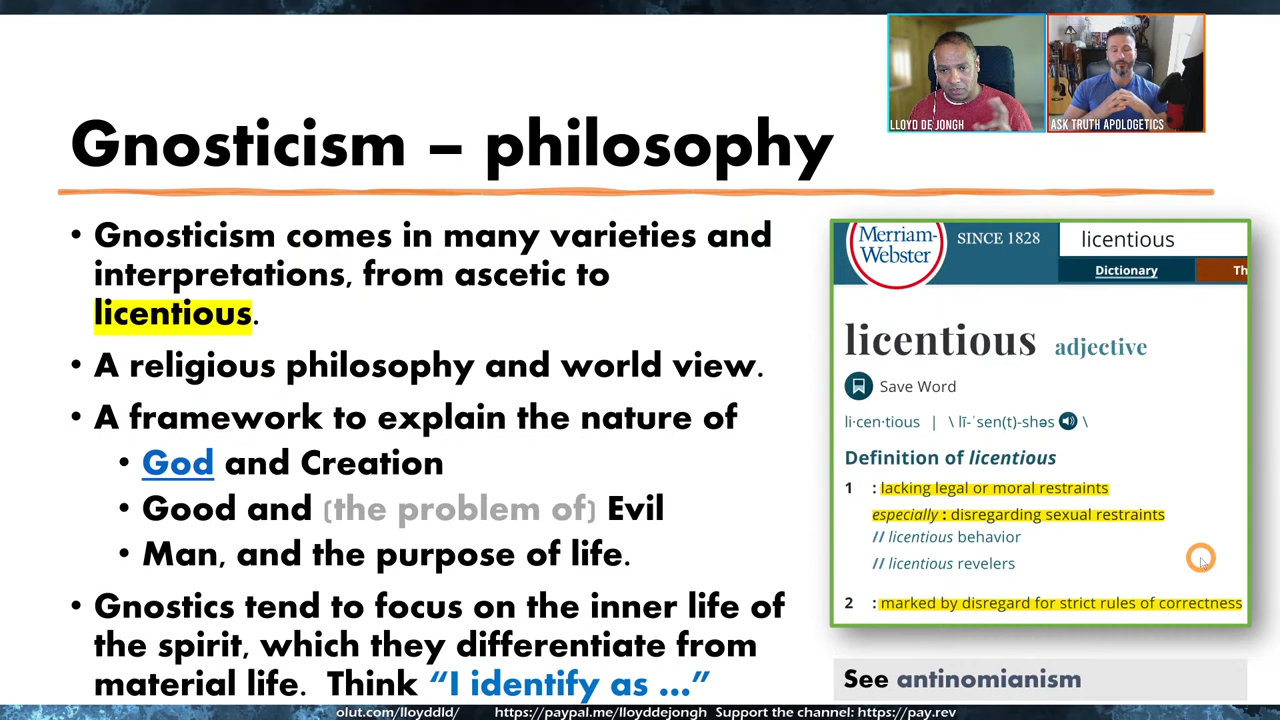 LLOYD DE JONGH
ASK TRUTH APOLOGETICS
Gnosticism – philosophy
• Gnosticism comes in many varieties and
interpretations, from ascetic to
licentious.
• A religious philosophy and world view.
• A framework to explain the nature of
• God and Creation
• Good and (the problem of) Evil
• Man, and the purpose of life.
• Gnostics tend to focus on the inner life of
the spirit, which they differentiate from
material life. Think “I identify as ...”
Merriam-
Webster
SINCE 1828
licentious
Dictionary
Th
licentious adjective
Save Word
li·cen·tious | \ lī-ˈsen(t)-shəs \
Definition of licentious
1 : lacking legal or moral restraints
especially : disregarding sexual restraints
// licentious behavior
// licentious revelers
2 : marked by disregard for strict rules of correctness
See antinomianism
olut.com/lloyddld/ https://paypal.me/lloyddejongh Support the channel: https://pay.rev